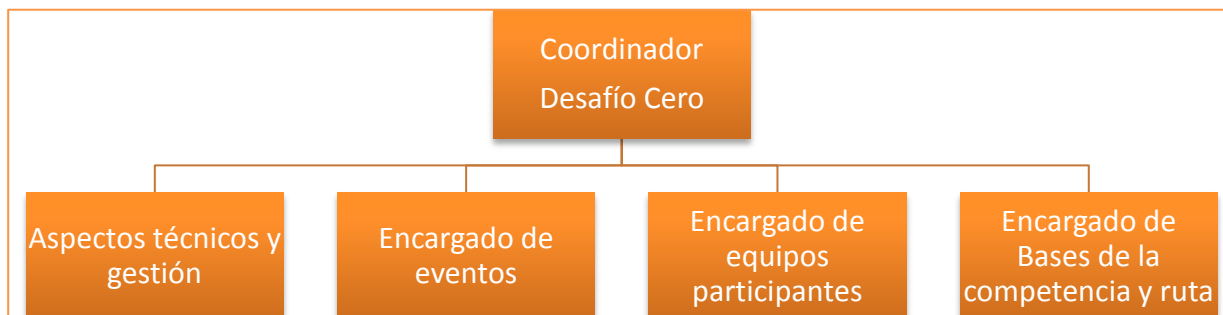 Coordinador
Desafío Cero
Aspectos técnicos y
gestión
Encargado de
eventos
Encargado de
equipos
participantes
Encargado de
Bases de la
competencia y ruta